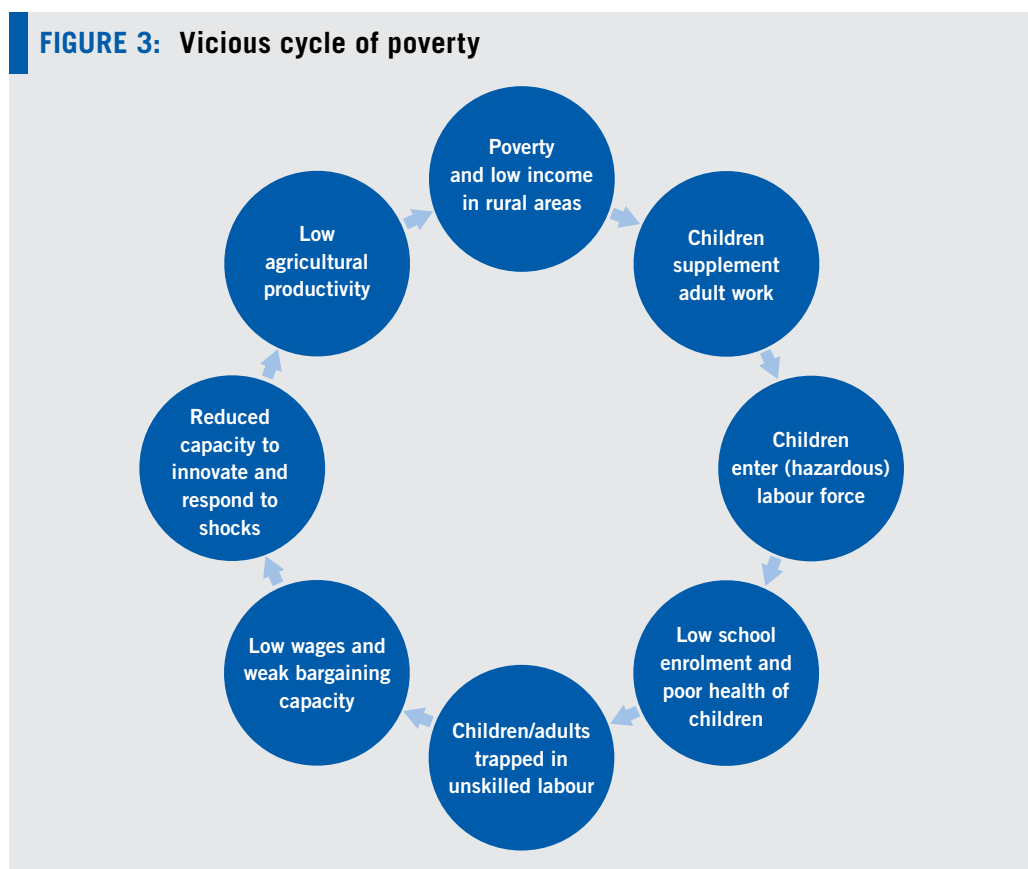 FIGURE 3: Vicious cycle of poverty
Poverty
and low income
in rural areas
Children
supplement
adult work
Children
enter (hazardous)
labour force
Low school
enrolment and
poor health of
children
Children/adults
trapped in
unskilled labour
Low wages and
weak bargaining
capacity
Reduced
capacity to
innovate and
respond to
shocks
Low
agricultural
productivity